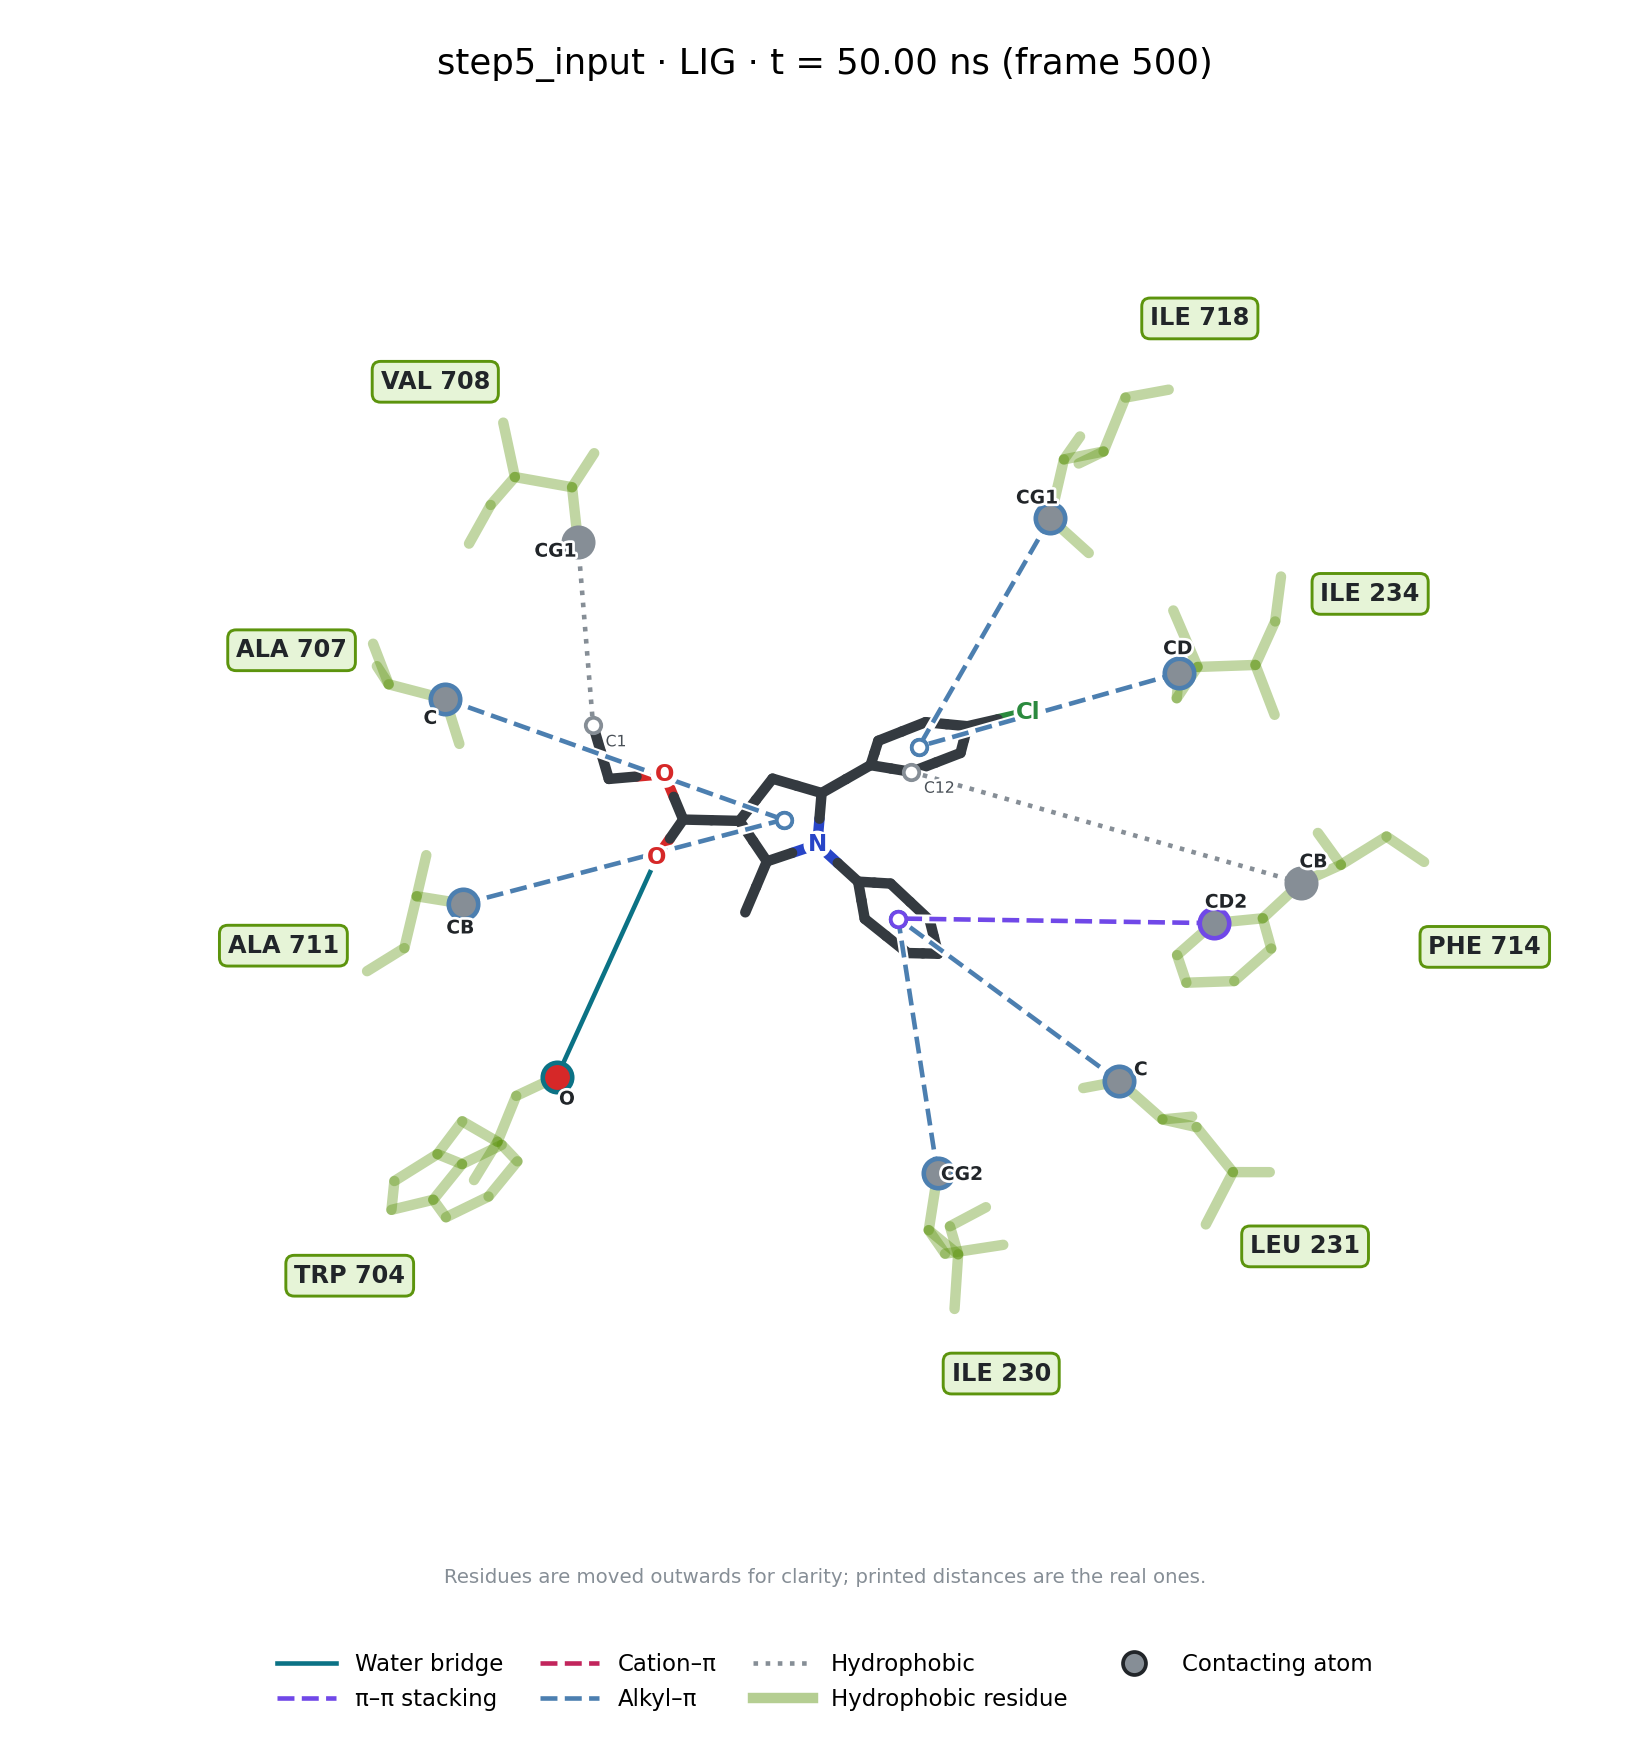 step5_input · LIG · t = 50.00 ns (frame 500)
ILE 718
VAL 708
CG1
CG1
ILE 234
ALA 707
CD
C
Cl
C1
O
C12
N
O
CB
CD2
CB
ALA 711
PHE 714
C
O
CG2
LEU 231
TRP 704
ILE 230
Residues are moved outwards for clarity; printed distances are the real ones.
Water bridge
π–π stacking
Cation–π
Alkyl–π
Hydrophobic
Hydrophobic residue
Contacting atom